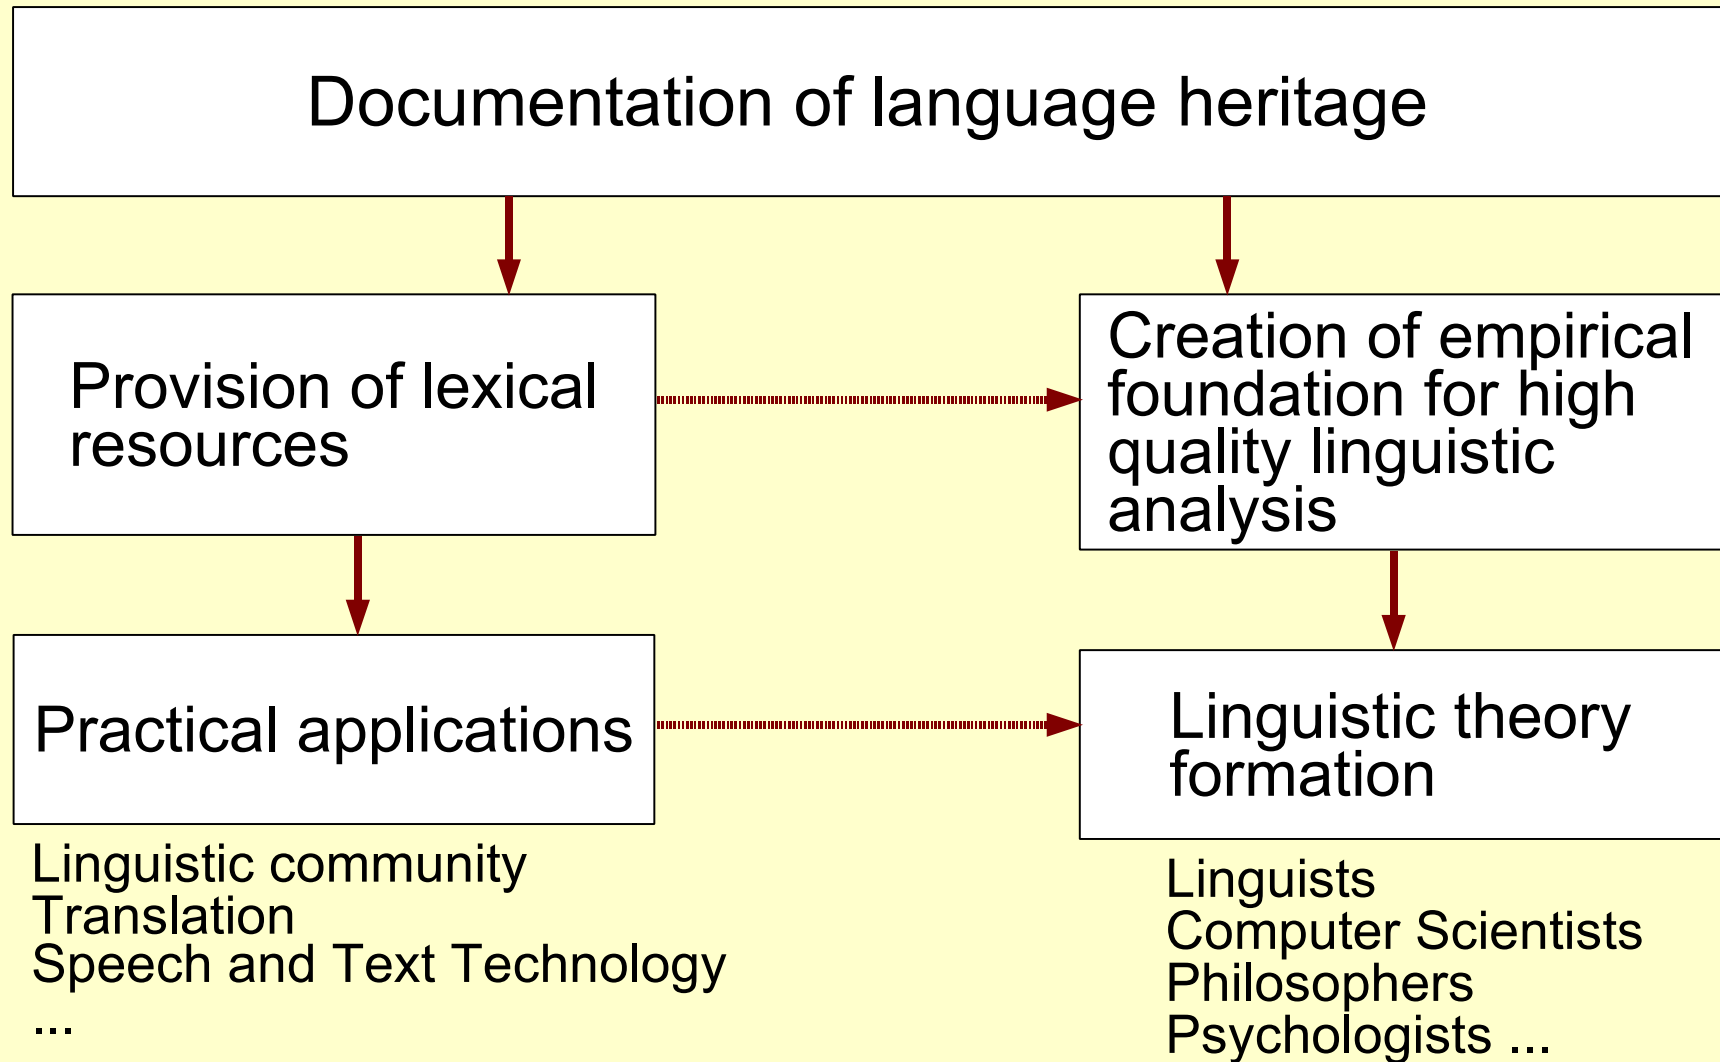 Documentation of language heritage
Provision of lexical
resources
Creation of empirical
foundation for high
quality linguistic
analysis
Practical applications
Linguistic theory
formation
Linguistic community
Translation
Speech and Text Technology
...
Linguists
Computer Scientists
Philosophers
Psychologists ...